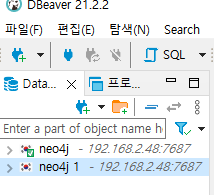 DBeaver 21.2.2
파일(F) 편집(E) 탐색(N) Search
SQL
Data... 프로...
Enter a part of object name h
neo4j - 192.168.2.48:7687
neo4j 1 - 192.168.2.48:7687